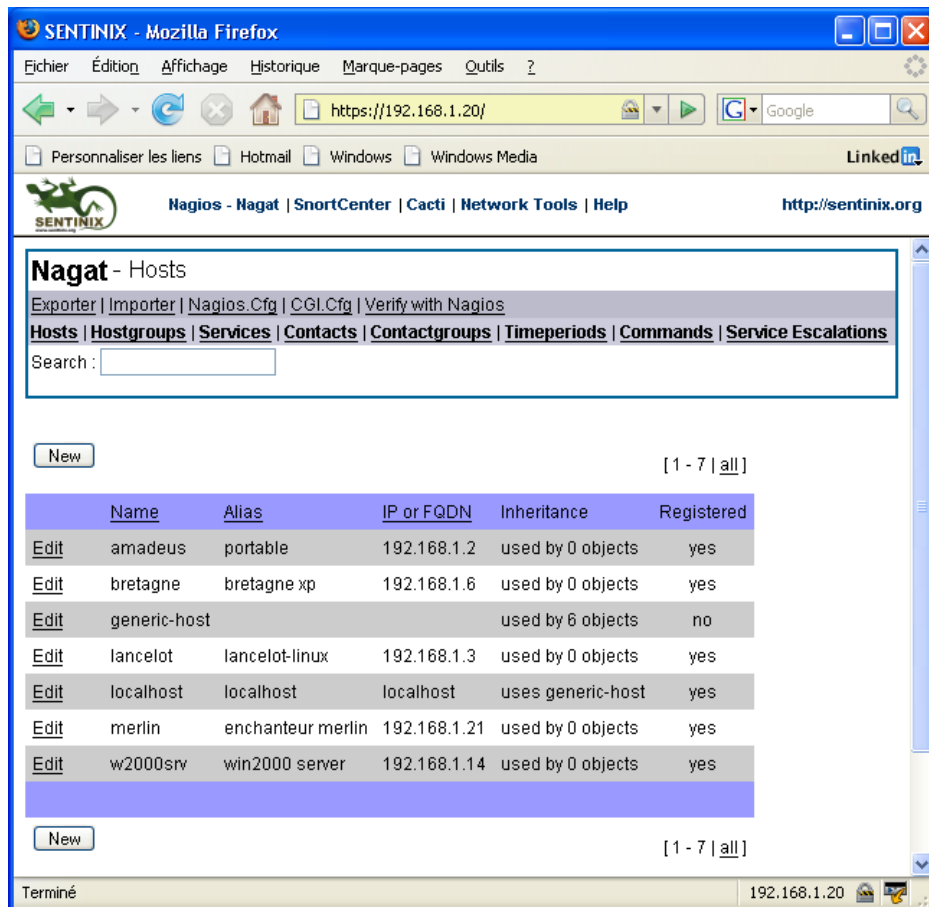 SENTINIX - Mozilla Firefox
Fichier Édition Affichage Historique Marque-pages Outils ?
https://192.168.1.20/ G Google
Personnaliser les liens Hotmail Windows Windows Media Linked in
SENTINIX Nagios - Nagat | SnortCenter | Cacti | Network Tools | Help http://sentinix.org
Nagat - Hosts
Exporter | Importer | Nagios.Cfg | CGI.Cfg | Verify with Nagios
Hosts | Hostgroups | Services | Contacts | Contactgroups | Timeperiods | Commands | Service Escalations
Search :
New [ 1 - 7 | all ]
Name Alias IP or FQDN Inheritance Registered
Edit amadeus portable 192.168.1.2 used by 0 objects yes
Edit bretagne bretagne xp 192.168.1.6 used by 0 objects yes
Edit generic-host used by 6 objects no
Edit lancelot lancelot-linux 192.168.1.3 used by 0 objects yes
Edit localhost localhost localhost uses generic-host yes
Edit merlin enchanteur merlin 192.168.1.21 used by 0 objects yes
Edit w2000srv win2000 server 192.168.1.14 used by 0 objects yes
New [ 1 - 7 | all ]
Terminé 192.168.1.20